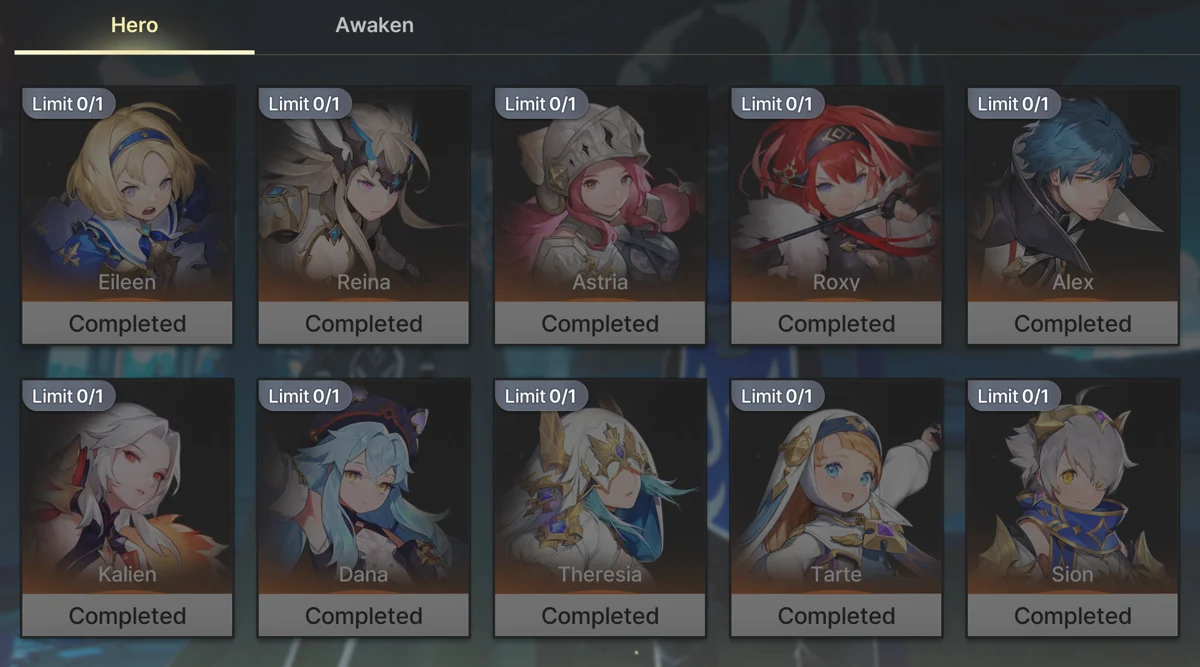 Hero Awaken
Limit 0/1 Limit 0/1 Limit 0/1 Limit 0/1 Limit 0/1
Eileen Reina Astria Roxy Alex
Completed Completed Completed Completed Completed
Limit 0/1 Limit 0/1 Limit 0/1 Limit 0/1 Limit 0/1
Kalien Dana Theresia Tarte Sion
Completed Completed Completed Completed Completed